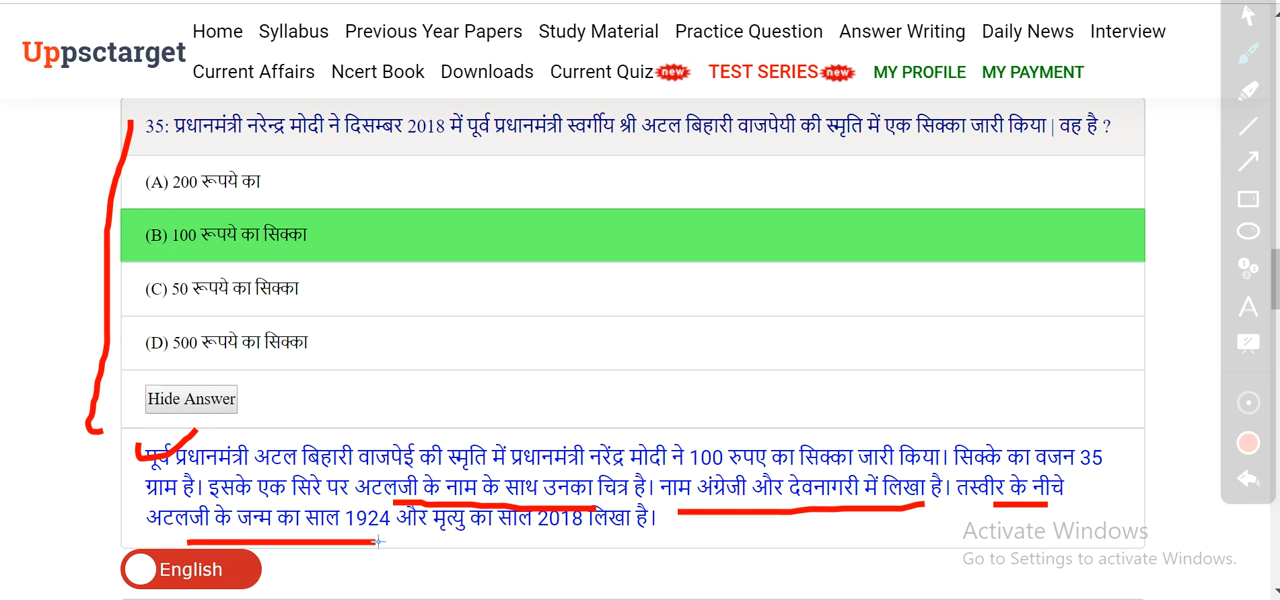 Home Syllabus Previous Year Papers Study Material Practice Question Answer Writing Daily News Interview
Uppsctarget
Current Affairs Ncert Book Downloads Current Quiz new TEST SERIES new MY PROFILE MY PAYMENT
35: प्रधानमंत्री नरेन्द्र मोदी ने दिसम्बर 2018 में पूर्व प्रधानमंत्री स्वर्गीय श्री अटल बिहारी वाजपेयी की स्मृति में एक सिक्का जारी किया | वह है ?
(A) 200 रूपये का
(B) 100 रूपये का सिक्का
(C) 50 रूपये का सिक्का
(D) 500 रूपये का सिक्का
Hide Answer
पूर्व प्रधानमंत्री अटल बिहारी वाजपेई की स्मृति में प्रधानमंत्री नरेंद्र मोदी ने 100 रुपए का सिक्का जारी किया। सिक्के का वजन 35
ग्राम है। इसके एक सिरे पर अटलजी के नाम के साथ उनका चित्र है। नाम अंग्रेजी और देवनागरी में लिखा है। तस्वीर के नीचे
अटलजी के जन्म का साल 1924 और मृत्यु का साल 2018 लिखा है।
Activate Windows
Go to Settings to activate Windows.
English